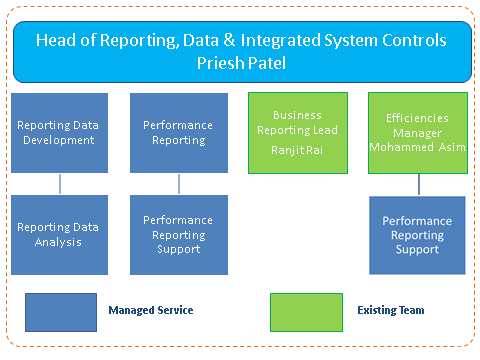 Head of Reporting, Data & Integrated System Controls
Priesh Patel
Reporting Data
Development
Performance
Reporting
Business
Reporting Lead
Ranjit Rai
Efficiencies
Manager
Mohammed Asim
Reporting Data
Analysis
Performance
Reporting
Support
Performance
Reporting
Support
Managed Service
Existing Team